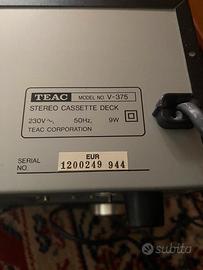 TEAC MODEL NO. V-375
STEREO CASSETTE DECK
230V~, 50Hz, 9W
TEAC CORPORATION
EUR
SERIAL NO. 1200249 944
subito